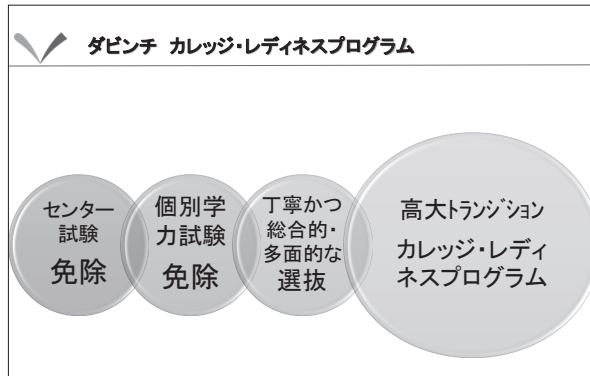 ダビンチ カレッジ・レディネスプログラム
センター
試験
免除
個別学
力試験
免除
丁寧かつ
総合的・
多面的な
選抜
高大トランジション
カレッジ・レディ
ネスプログラム